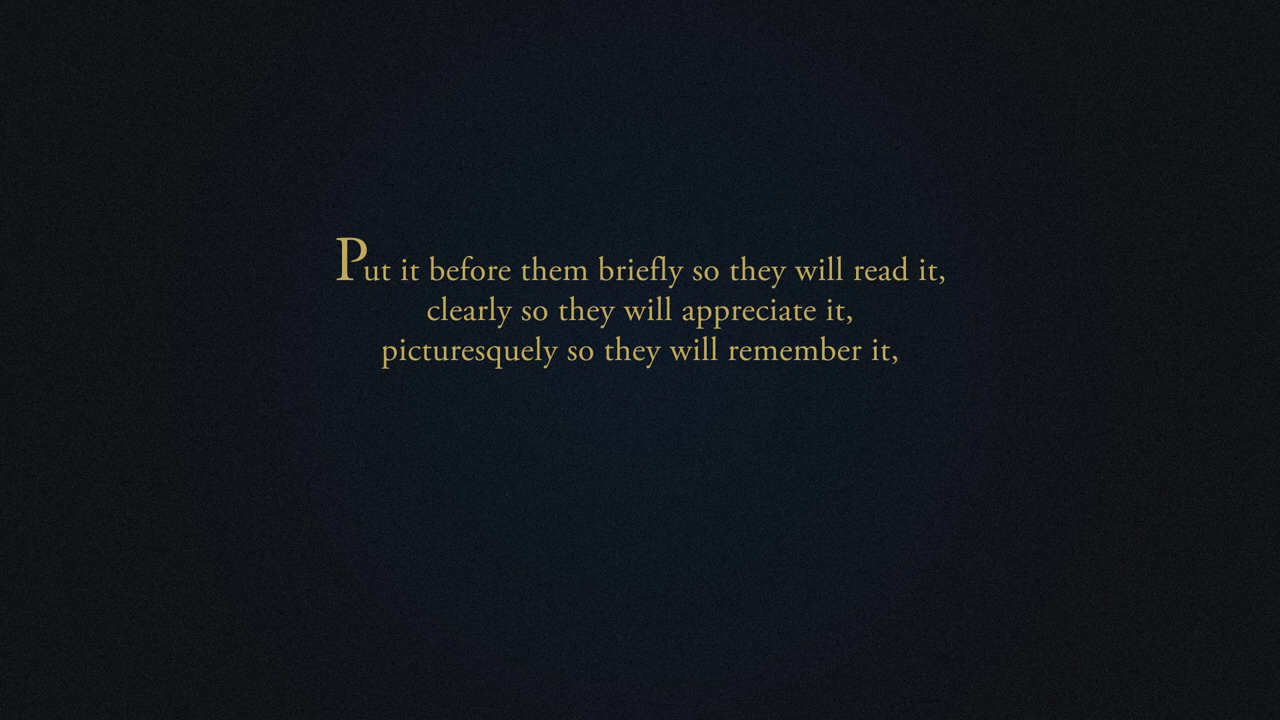 Put it before them briefly so they will read it,
clearly so they will appreciate it,
picturesquely so they will remember it,